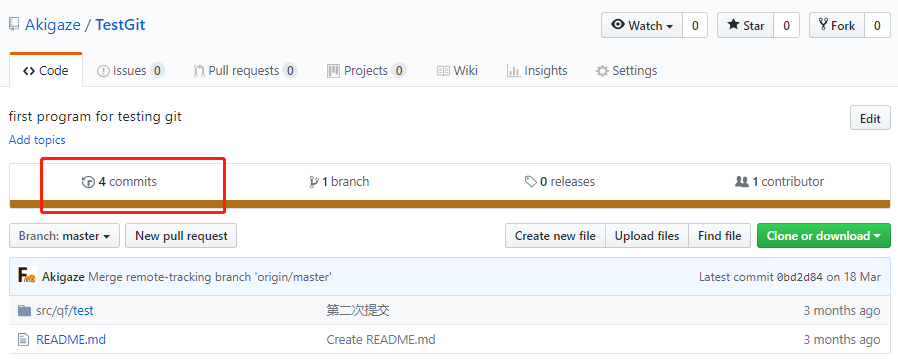 Akigaze / TestGit Watch 0 Star 0 Fork 0
Code Issues 0 Pull requests 0 Projects 0 Wiki Insights Settings
first program for testing git Edit
Add topics
4 commits 1 branch 0 releases 1 contributor
Branch: master New pull request Create new file Upload files Find file Clone or download
Akigaze Merge remote-tracking branch 'origin/master' Latest commit 0bd2d84 on 18 Mar
src/qf/test 第二次提交 3 months ago
README.md Create README.md 3 months ago